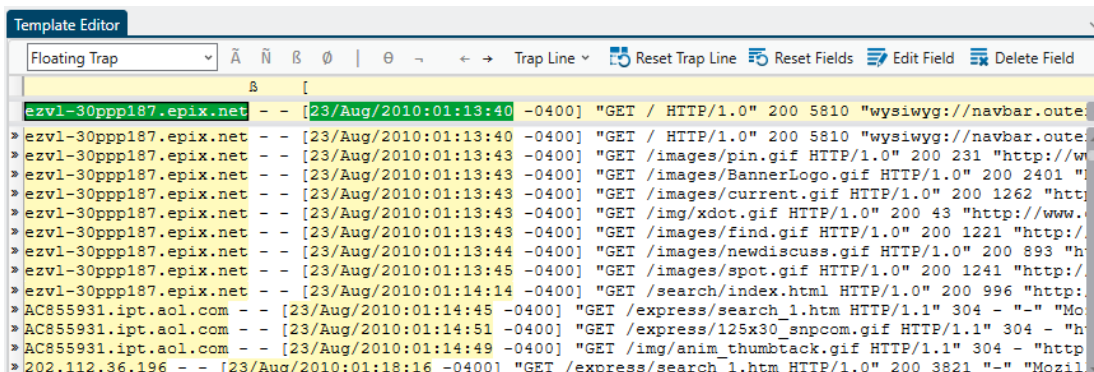 Template Editor
Floating Trap Ã Ñ ß Ø | Θ ¬ ← → Trap Line Reset Trap Line Reset Fields Edit Field Delete Field
ß [
ezvl-30ppp187.epix.net - - [23/Aug/2010:01:13:40 -0400] "GET / HTTP/1.0" 200 5810 "wysiwyg://navbar.oute
» ezvl-30ppp187.epix.net - - [23/Aug/2010:01:13:40 -0400] "GET / HTTP/1.0" 200 5810 "wysiwyg://navbar.oute
» ezvl-30ppp187.epix.net - - [23/Aug/2010:01:13:43 -0400] "GET /images/pin.gif HTTP/1.0" 200 231 "http://w
» ezvl-30ppp187.epix.net - - [23/Aug/2010:01:13:43 -0400] "GET /images/BannerLogo.gif HTTP/1.0" 200 2401 "
» ezvl-30ppp187.epix.net - - [23/Aug/2010:01:13:43 -0400] "GET /images/current.gif HTTP/1.0" 200 1262 "htt
» ezvl-30ppp187.epix.net - - [23/Aug/2010:01:13:43 -0400] "GET /img/xdot.gif HTTP/1.0" 200 43 "http://www.
» ezvl-30ppp187.epix.net - - [23/Aug/2010:01:13:43 -0400] "GET /images/find.gif HTTP/1.0" 200 1221 "http:/
» ezvl-30ppp187.epix.net - - [23/Aug/2010:01:13:44 -0400] "GET /images/newdiscuss.gif HTTP/1.0" 200 893 "h
» ezvl-30ppp187.epix.net - - [23/Aug/2010:01:13:45 -0400] "GET /images/spot.gif HTTP/1.0" 200 1241 "http:/
» ezvl-30ppp187.epix.net - - [23/Aug/2010:01:14:14 -0400] "GET /search/index.html HTTP/1.0" 200 996 "http:
» AC855931.ipt.aol.com - - [23/Aug/2010:01:14:45 -0400] "GET /express/search_1.htm HTTP/1.1" 304 - "-" "Mo
» AC855931.ipt.aol.com - - [23/Aug/2010:01:14:51 -0400] "GET /express/125x30_snpcom.gif HTTP/1.1" 304 - "h
» AC855931.ipt.aol.com - - [23/Aug/2010:01:14:49 -0400] "GET /img/anim_thumbtack.gif HTTP/1.1" 304 - "http
» 202.112.36.196 - - [23/Aug/2010:01:18:16 -0400] "GET /express/search_1.htm HTTP/1.0" 200 3821 "-" "Mozil